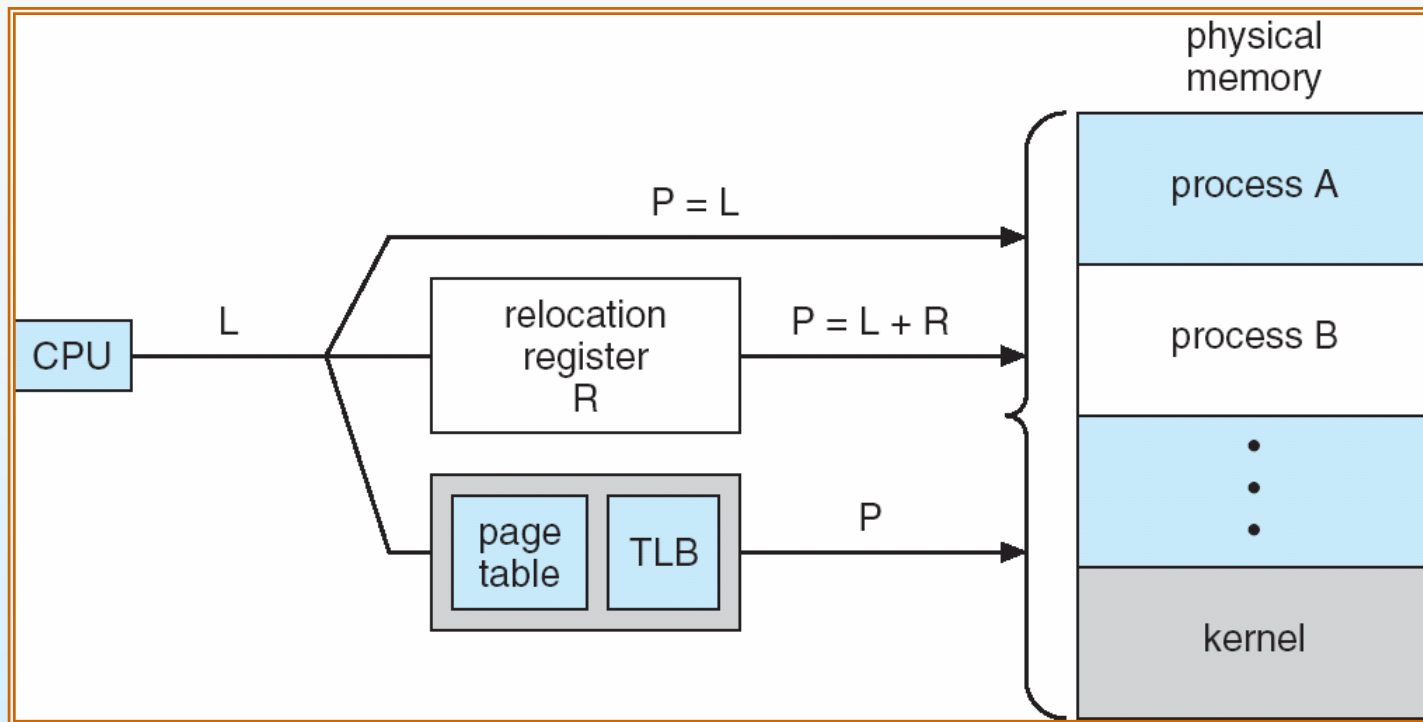 physical
memory
process A
P = L
L
relocation
register
R
P = L + R
process B
CPU
page
table
TLB
P
kernel